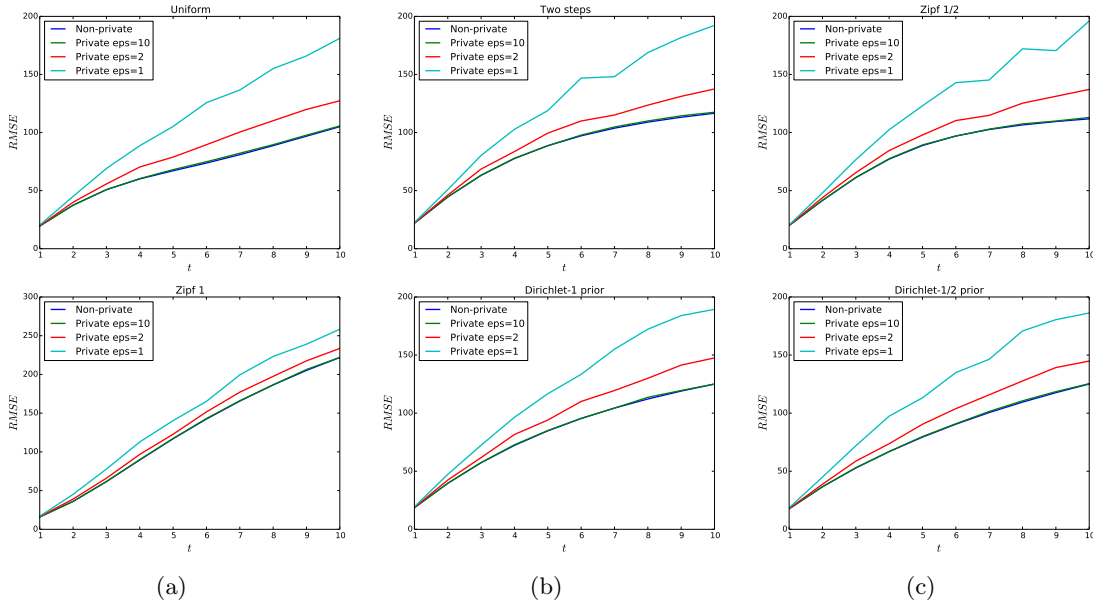 Uniform
200
150
100
50
0
RMSE
1 2 3 4 5 6 7 8 9 10
t
Non-private
Private eps=10
Private eps=2
Private eps=1
Two steps
200
150
100
50
0
RMSE
1 2 3 4 5 6 7 8 9 10
t
Non-private
Private eps=10
Private eps=2
Private eps=1
Zipf 1/2
200
150
100
50
0
RMSE
1 2 3 4 5 6 7 8 9 10
t
Non-private
Private eps=10
Private eps=2
Private eps=1
Zipf 1
300
250
200
150
100
50
0
RMSE
1 2 3 4 5 6 7 8 9 10
t
Non-private
Private eps=10
Private eps=2
Private eps=1
Dirichlet-1 prior
200
150
100
50
0
RMSE
1 2 3 4 5 6 7 8 9 10
t
Non-private
Private eps=10
Private eps=2
Private eps=1
Dirichlet-1/2 prior
200
150
100
50
0
RMSE
1 2 3 4 5 6 7 8 9 10
t
Non-private
Private eps=10
Private eps=2
Private eps=1
(a)
(b)
(c)